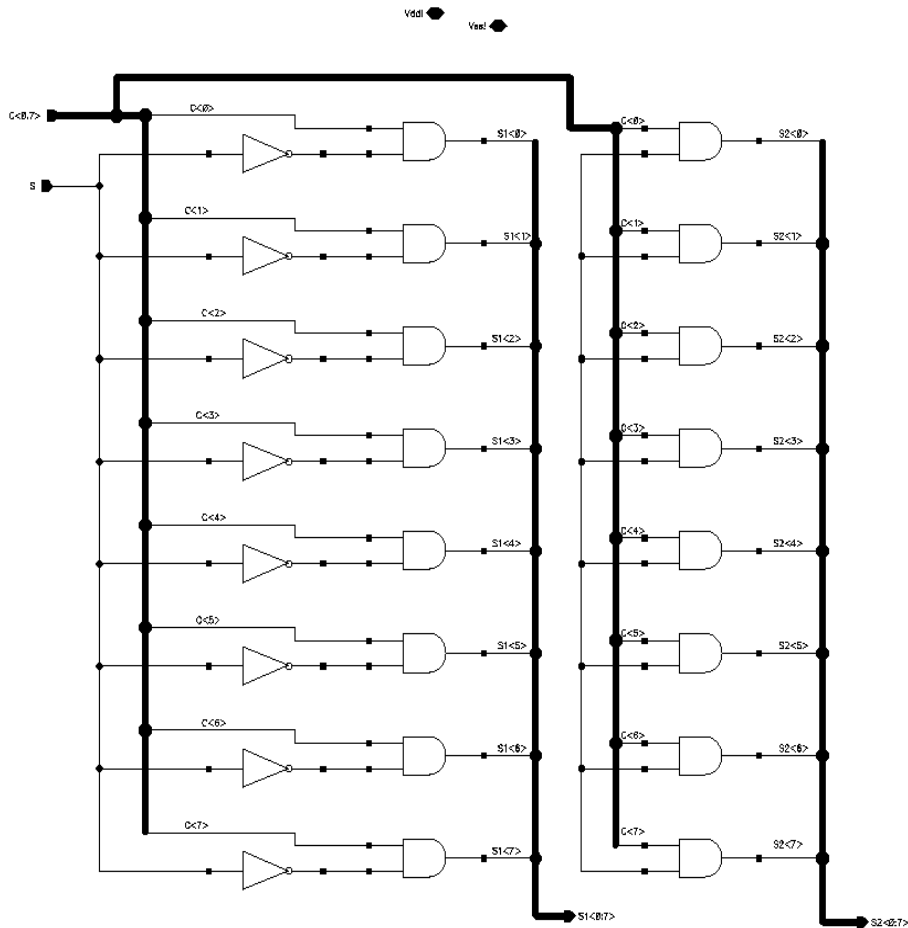 Vdd!
Vss!
C<0:7>
C<0>
S1<0>
C<0>
S2<0>
S
C<1>
S1<1>
C<1>
S2<1>
C<2>
S1<2>
C<2>
S2<2>
C<3>
S1<3>
C<3>
S2<3>
C<4>
S1<4>
C<4>
S2<4>
C<5>
S1<5>
C<5>
S2<5>
C<6>
S1<6>
C<6>
S2<6>
C<7>
S1<7>
C<7>
S2<7>
S1<0:7>
S2<0:7>